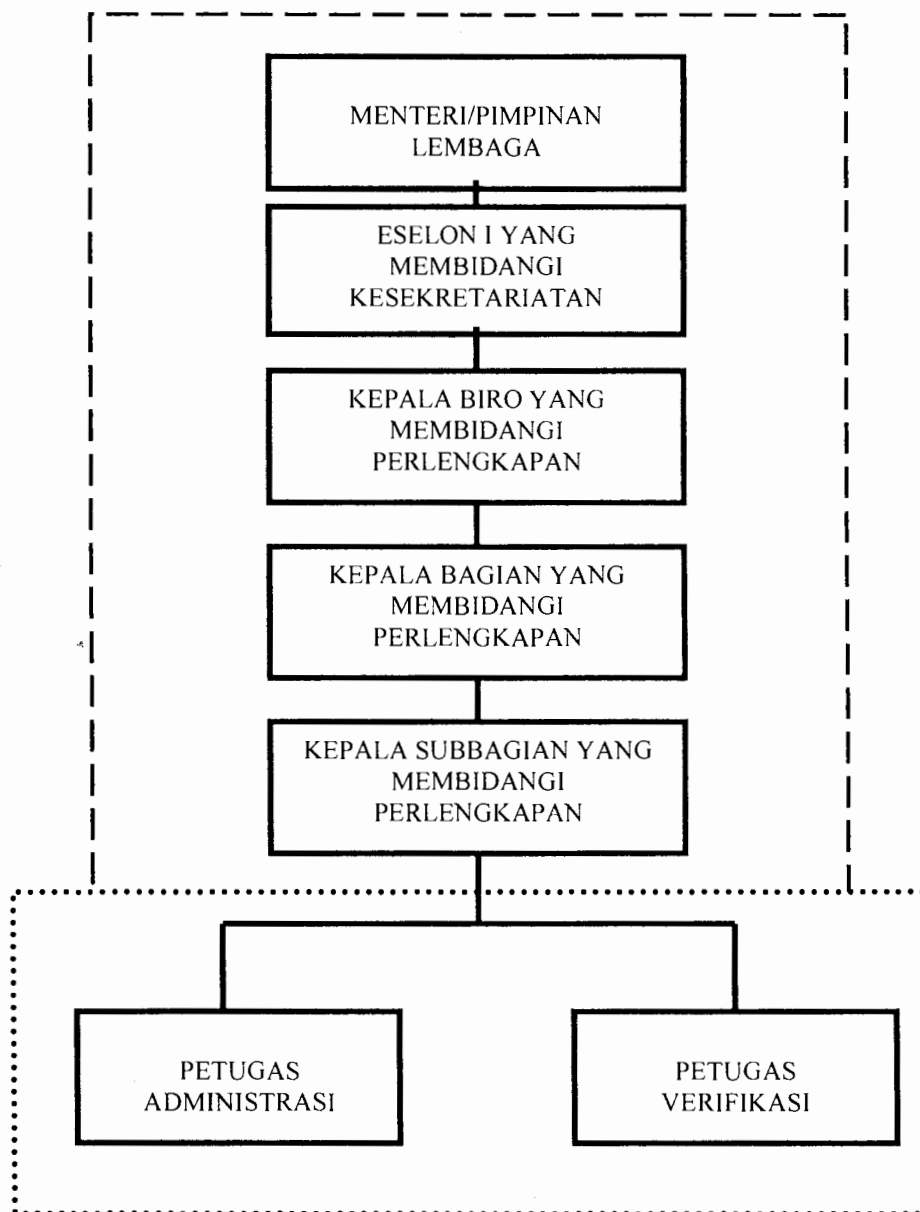 MENTERI/PIMPINAN
LEMBAGA
ESELON I YANG
MEMBIDANGI
KESEKRETARIATAN
KEPALA BIRO YANG
MEMBIDANGI
PERLENGKAPAN
KEPALA BAGIAN YANG
MEMBIDANGI
PERLENGKAPAN
KEPALA SUBBAGIAN YANG
MEMBIDANGI
PERLENGKAPAN
PETUGAS
ADMINISTRASI
PETUGAS
VERIFIKASI